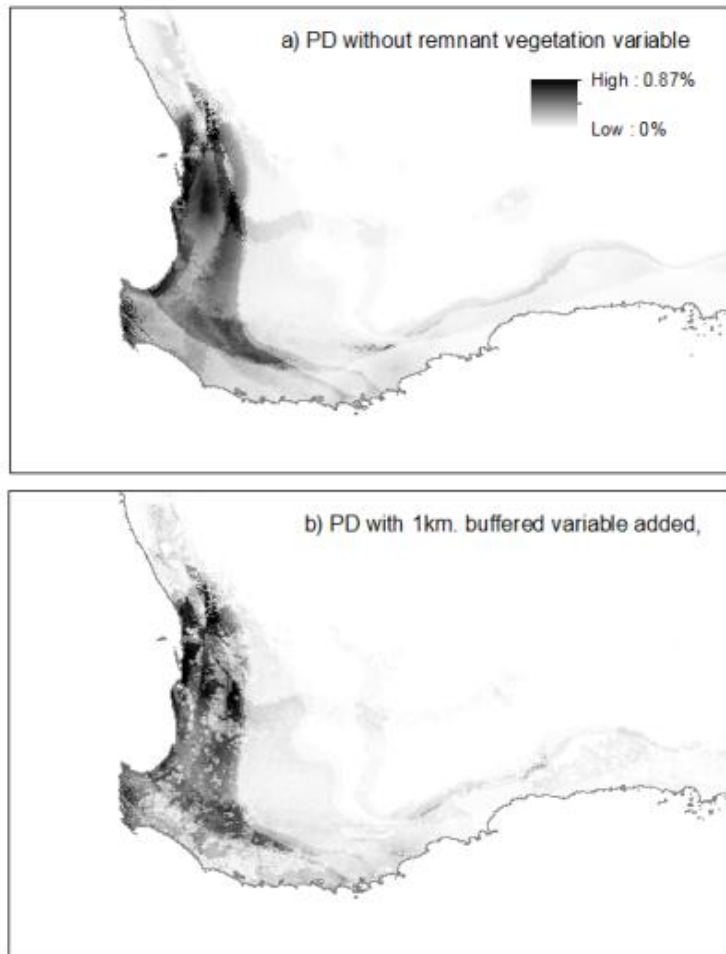 a) PD without remnant vegetation variable
High : 0.87%
Low : 0%
b) PD with 1km. buffered variable added,